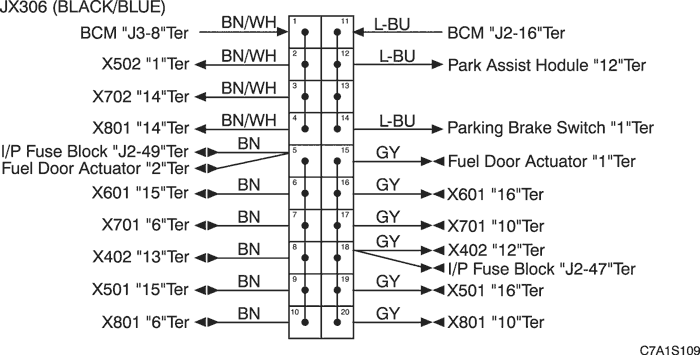 JX306 (BLACK/BLUE)
BCM "J3-8"Ter BN/WH 1 11 L-BU BCM "J2-16"Ter
X502 "1"Ter BN/WH 2 12 L-BU Park Assist Hodule "12"Ter
X702 "14"Ter BN/WH 3 13
X801 "14"Ter BN/WH 4 14 L-BU Parking Brake Switch "1"Ter
I/P Fuse Block "J2-49"Ter BN 5 15 GY Fuel Door Actuator "1"Ter
Fuel Door Actuator "2"Ter
X601 "15"Ter BN 6 16 GY X601 "16"Ter
X701 "6"Ter BN 7 17 GY X701 "10"Ter
X402 "13"Ter BN 8 18 GY X402 "12"Ter
I/P Fuse Block "J2-47"Ter
X501 "15"Ter BN 9 19 GY X501 "16"Ter
X801 "6"Ter BN 10 20 GY X801 "10"Ter
C7A1S109